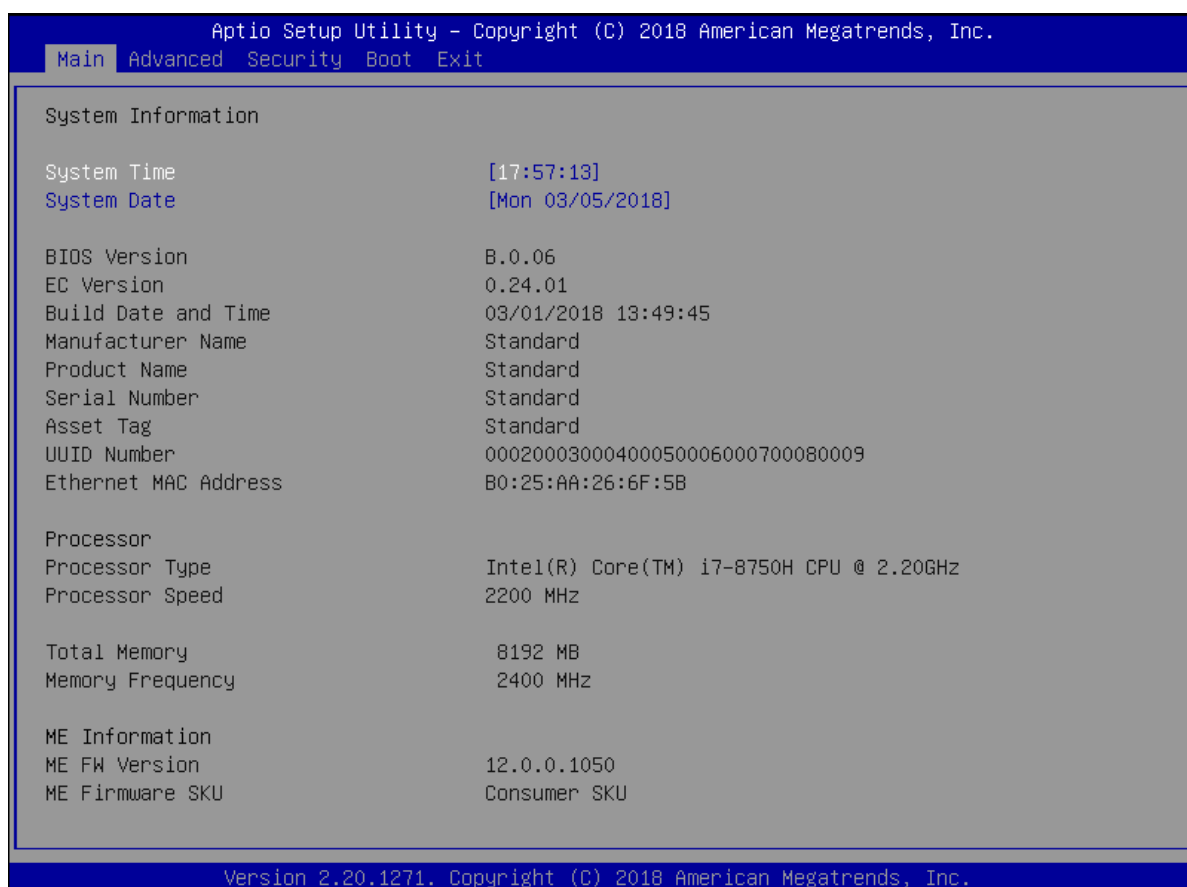 Aptio Setup Utility – Copyright (C) 2018 American Megatrends, Inc.
Main Advanced Security Boot Exit
System Information
System Time [17:57:13]
System Date [Mon 03/05/2018]
BIOS Version B.0.06
EC Version 0.24.01
Build Date and Time 03/01/2018 13:49:45
Manufacturer Name Standard
Product Name Standard
Serial Number Standard
Asset Tag Standard
UUID Number 00020003000400050006000700080009
Ethernet MAC Address B0:25:AA:26:6F:5B
Processor
Processor Type Intel(R) Core(TM) i7-8750H CPU @ 2.20GHz
Processor Speed 2200 MHz
Total Memory 8192 MB
Memory Frequency 2400 MHz
ME Information
ME FW Version 12.0.0.1050
ME Firmware SKU Consumer SKU
Version 2.20.1271. Copyright (C) 2018 American Megatrends, Inc.